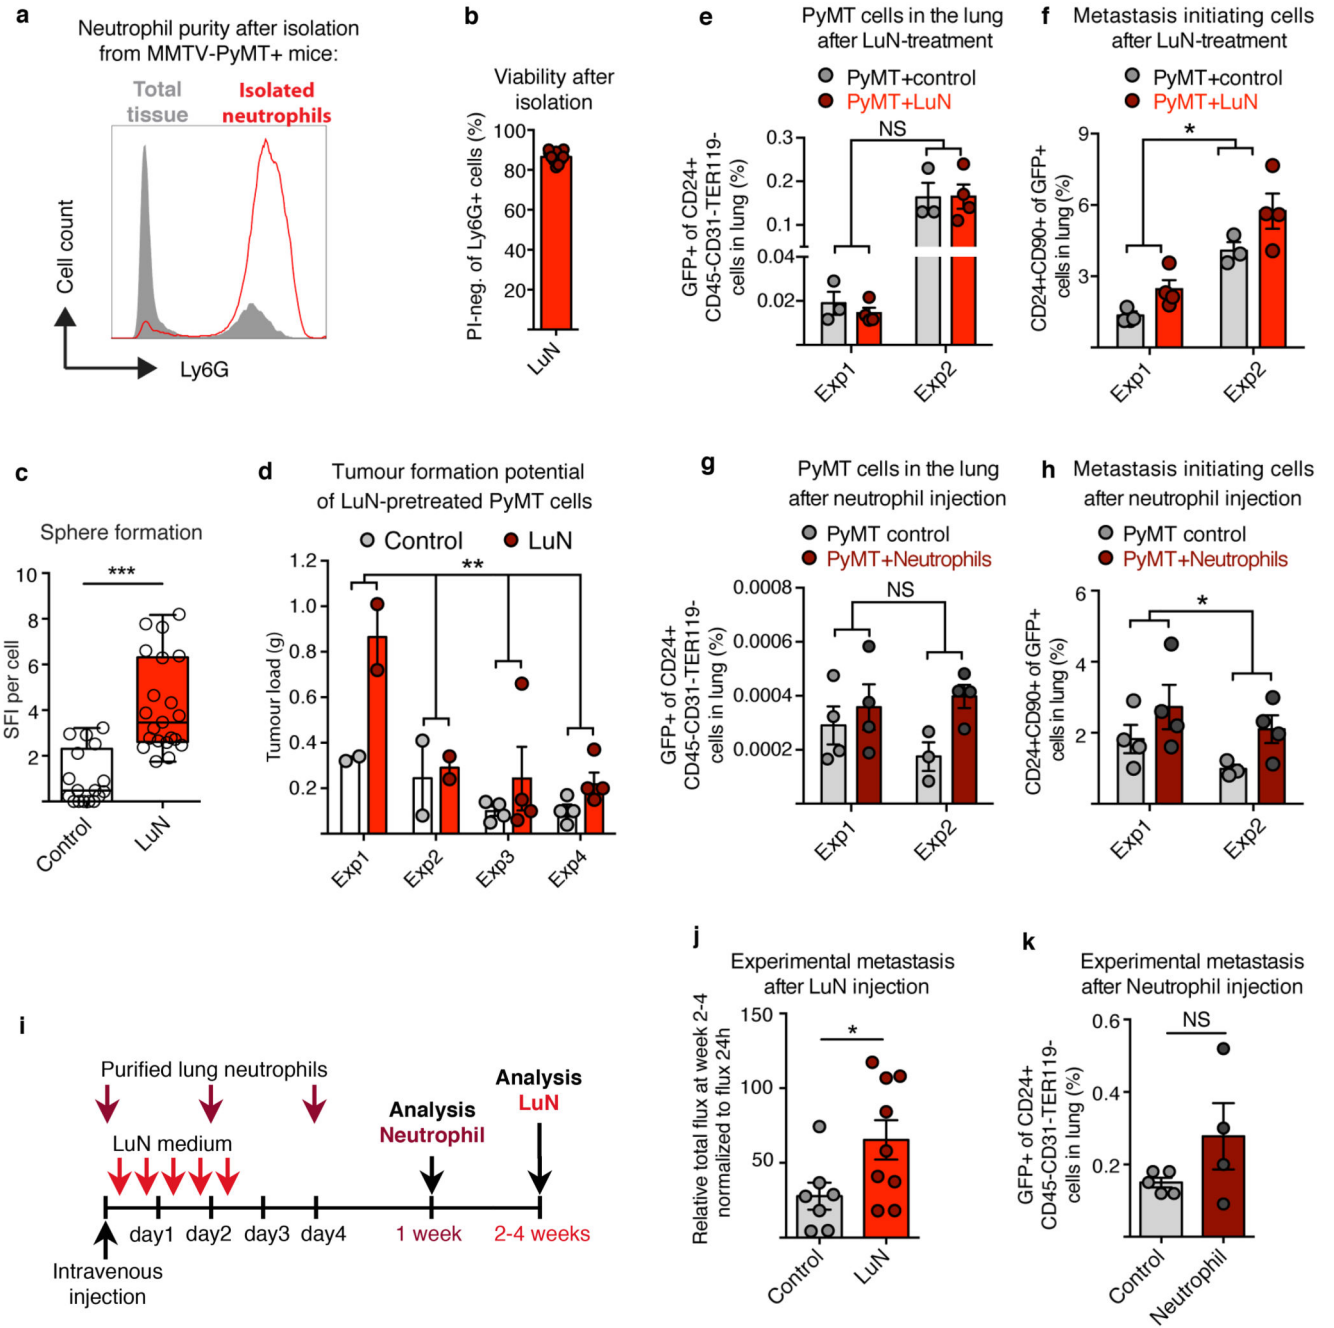 a
Neutrophil purity after isolation
from MMTV-PyMT+ mice:
Total
tissue
Isolated
neutrophils
Cell count
Ly6G
b
Viability after
isolation
PI-neg. of Ly6G+ cells (%)
100
80
60
40
20
LuN
e
PyMT cells in the lung
after LuN-treatment
PyMT+control
PyMT+LuN
GFP+ of CD24+
CD45-CD31-TER119-
cells in lung (%)
NS
0.3
0.2
0.1
0.04
0.02
Exp1
Exp2
f
Metastasis initiating cells
after LuN-treatment
PyMT+control
PyMT+LuN
CD24+CD90+ of GFP+
cells in lung (%)
*
9
6
3
Exp1
Exp2
c
Sphere formation
SFI per cell
***
10
8
6
4
2
Control
LuN
d
Tumour formation potential
of LuN-pretreated PyMT cells
Control
LuN
Tumour load (g)
**
1.2
1.0
0.8
0.6
0.4
0.2
Exp1
Exp2
Exp3
Exp4
g
PyMT cells in the lung
after neutrophil injection
PyMT control
PyMT+Neutrophils
GFP+ of CD24+
CD45-CD31-TER119-
cells in lung (%)
NS
0.0008
0.0006
0.0004
0.0002
Exp1
Exp2
h
Metastasis initiating cells
after neutrophil injection
PyMT control
PyMT+Neutrophils
CD24+CD90+ of GFP+
cells in lung (%)
*
6
4
2
Exp1
Exp2
i
Purified lung neutrophils
LuN medium
Analysis
Neutrophil
Analysis
LuN
day1
day2
day3
day4
1 week
2-4 weeks
Intravenous
injection
j
Experimental metastasis
after LuN injection
Relative total flux at week 2-4
normalized to flux 24h
*
150
100
50
Control
LuN
k
Experimental metastasis
after Neutrophil injection
GFP+ of CD24+
CD45-CD31-TER119-
cells in lung (%)
NS
0.6
0.4
0.2
Control
Neutrophil